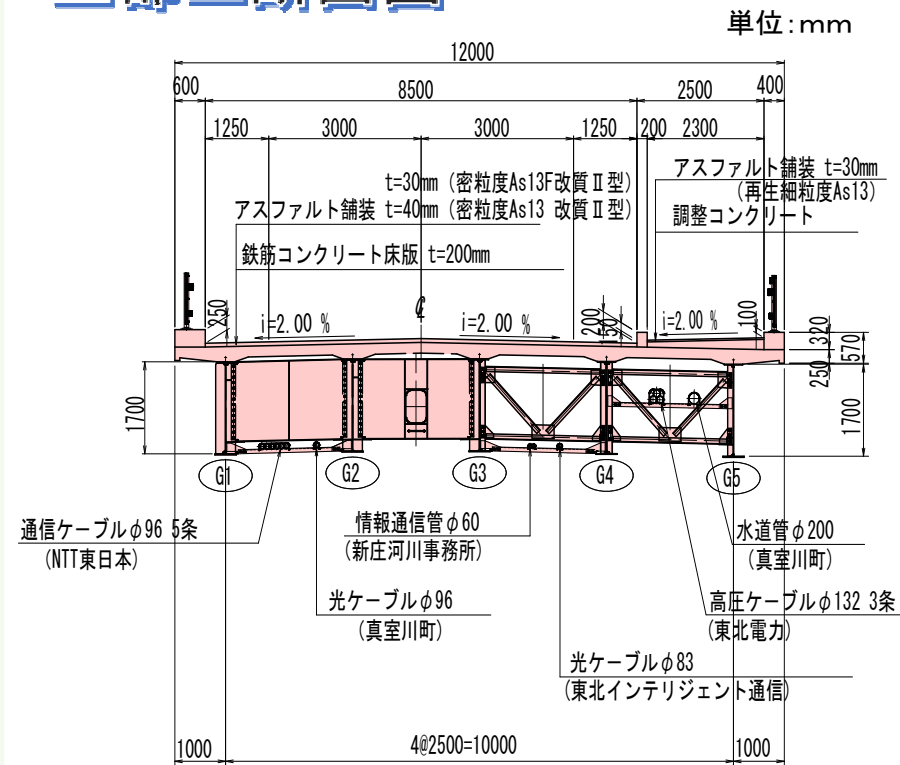 単位:mm
12000
600
8500
2500
400
1250
3000
3000
1250
200
2300
t=30mm (密粒度As13F改質Ⅱ型)
アスファルト舗装 t=40mm (密粒度As13 改質Ⅱ型)
鉄筋コンクリート床版 t=200mm
アスファルト舗装 t=30mm
(再生細粒度As13)
調整コンクリート
250
i=2.00 %
℄
i=2.00 %
200
150
i=2.00 %
100
320
570
250
1700
1700
G1
G2
G3
G4
G5
通信ケーブルφ96 5条
(NTT東日本)
情報通信管φ60
(新庄河川事務所)
水道管φ200
(真室川町)
光ケーブルφ96
(真室川町)
高圧ケーブルφ132 3条
(東北電力)
光ケーブルφ83
(東北インテリジェント通信)
1000
4@2500=10000
1000